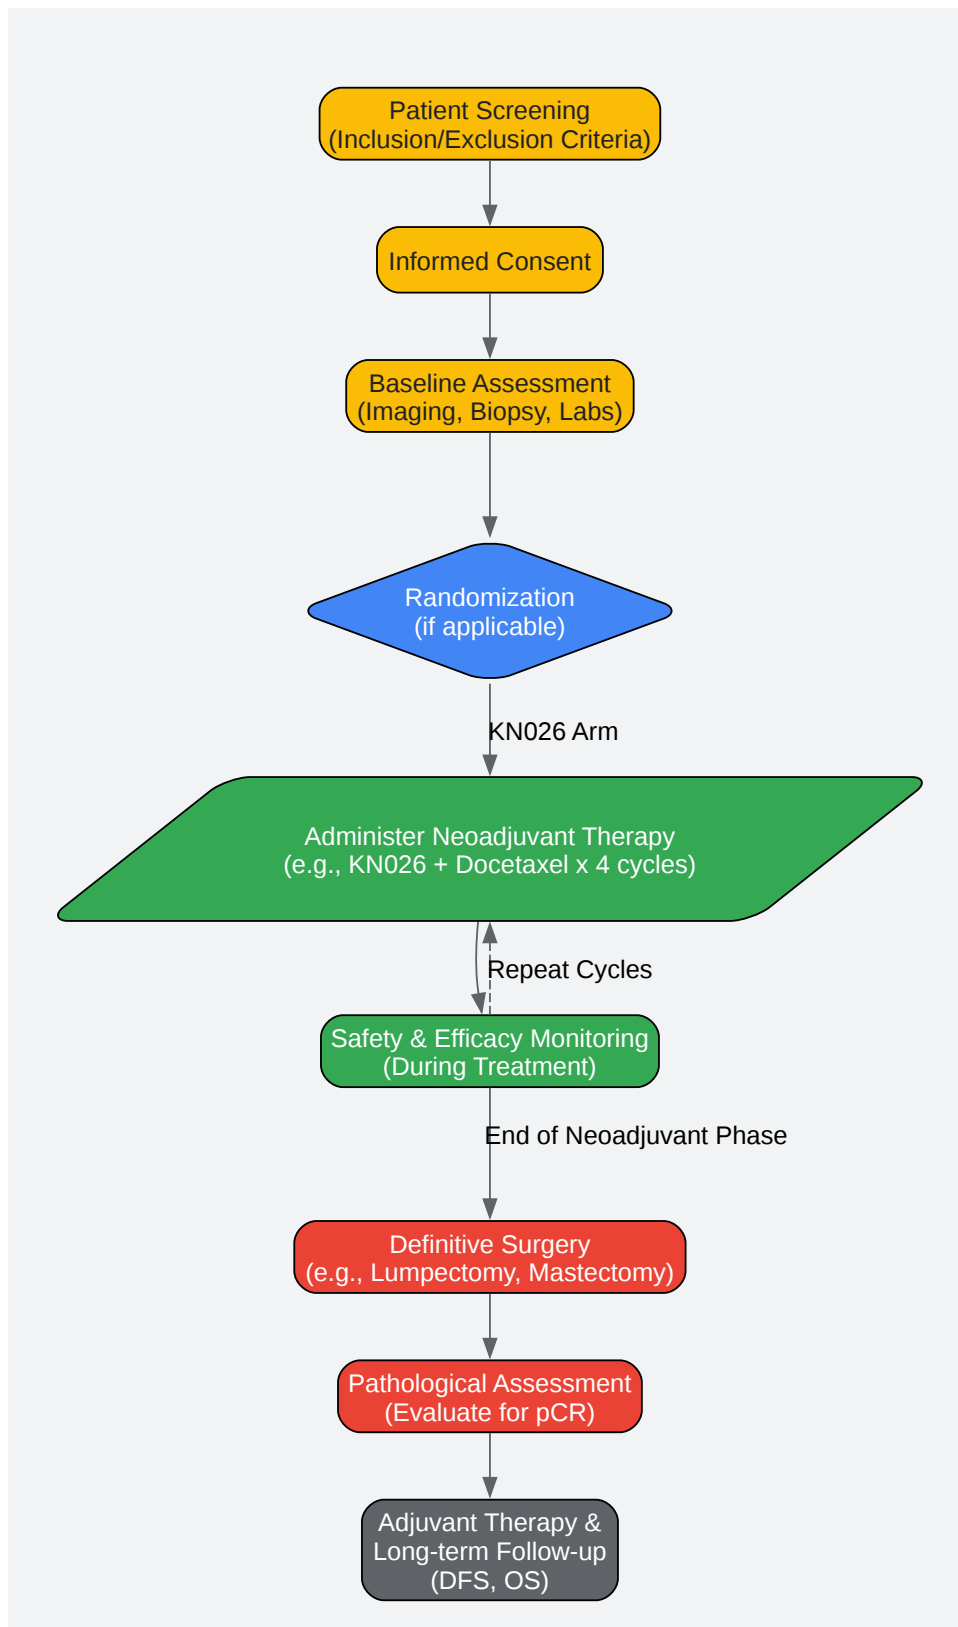 Patient Screening
(Inclusion/Exclusion Criteria)
Informed Consent
Baseline Assessment
(Imaging, Biopsy, Labs)
Randomization
(if applicable)
KN026 Arm
Administer Neoadjuvant Therapy
(e.g., KN026 + Docetaxel x 4 cycles)
Repeat Cycles
Safety & Efficacy Monitoring
(During Treatment)
End of Neoadjuvant Phase
Definitive Surgery
(e.g., Lumpectomy, Mastectomy)
Pathological Assessment
(Evaluate for pCR)
Adjuvant Therapy &
Long-term Follow-up
(DFS, OS)